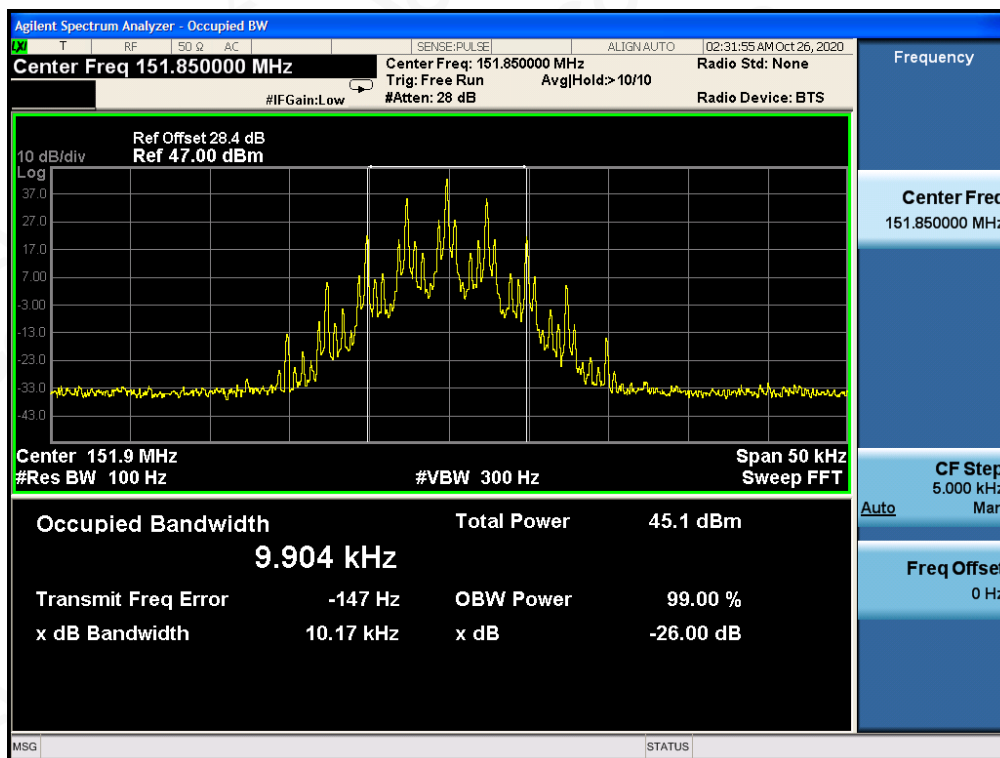 Agilent Spectrum Analyzer - Occupied BW
LXI T RF 50 Ω AC SENSE:PULSE ALIGN AUTO 02:31:55 AM Oct 26, 2020
Center Freq 151.850000 MHz
Center Freq: 151.850000 MHz
Radio Std: None
Trig: Free Run Avg|Hold:>10/10
#IFGain:Low
#Atten: 28 dB
Radio Device: BTS
Ref Offset 28.4 dB
10 dB/div Ref 47.00 dBm
Log
37.0
27.0
17.0
7.00
-3.00
-13.0
-23.0
-33.0
-43.0
Center 151.9 MHz Span 50 kHz
#Res BW 100 Hz #VBW 300 Hz Sweep FFT
Occupied Bandwidth Total Power 45.1 dBm
9.904 kHz
Transmit Freq Error -147 Hz OBW Power 99.00 %
x dB Bandwidth 10.17 kHz x dB -26.00 dB
MSG STATUS
Frequency
Center Freq
151.850000 MHz
CF Step
5.000 kHz
Auto Man
Freq Offset
0 Hz